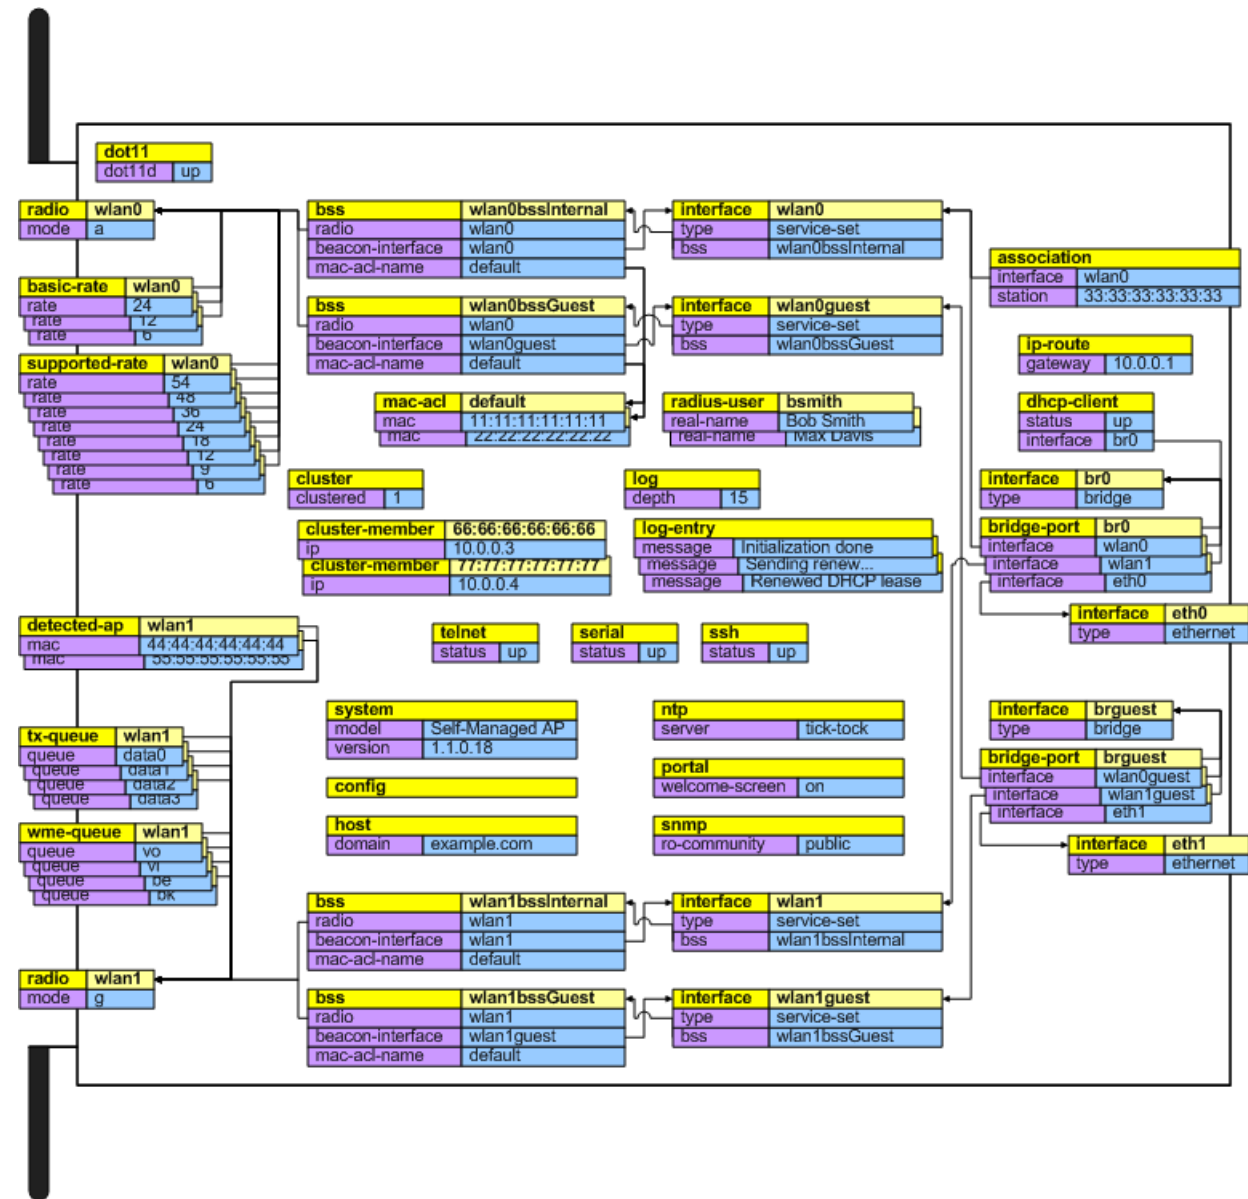 dot11
dot11d up
radio wlan0
mode a
basic-rate wlan0
rate 24
rate 12
rate 6
supported-rate wlan0
rate 54
rate 48
rate 36
rate 24
rate 18
rate 12
rate 9
rate 6
bss wlan0bssInternal
radio wlan0
beacon-interface wlan0
mac-acl-name default
bss wlan0bssGuest
radio wlan0
beacon-interface wlan0guest
mac-acl-name default
interface wlan0
type service-set
bss wlan0bssInternal
interface wlan0guest
type service-set
bss wlan0bssGuest
association
interface wlan0
station 33:33:33:33:33:33
ip-route
gateway 10.0.0.1
mac-acl default
mac 11:11:11:11:11:11
mac 22:22:22:22:22:22
radius-user bsmith
real-name Bob Smith
real-name Max Davis
dhcp-client
status up
interface br0
cluster
clustered 1
log
depth 15
interface br0
type bridge
cluster-member 66:66:66:66:66:66
ip 10.0.0.3
cluster-member 77:77:77:77:77:77
ip 10.0.0.4
log-entry
message Initialization done
message Sending renew...
message Renewed DHCP lease
bridge-port br0
interface wlan0
interface wlan1
interface eth0
interface eth0
type ethernet
detected-ap wlan1
mac 44:44:44:44:44:44
mac 55:55:55:55:55:55
telnet
status up
serial
status up
ssh
status up
system
model Self-Managed AP
version 1.1.0.18
ntp
server tick-tock
interface brguest
type bridge
tx-queue wlan1
queue data0
queue data1
queue data2
queue data3
config
portal
welcome-screen on
bridge-port brguest
interface wlan0guest
interface wlan1guest
interface eth1
wme-queue wlan1
queue vo
queue vi
queue be
queue bk
host
domain example.com
snmp
ro-community public
interface eth1
type ethernet
bss wlan1bssInternal
radio wlan1
beacon-interface wlan1
mac-acl-name default
interface wlan1
type service-set
bss wlan1bssInternal
radio wlan1
mode g
bss wlan1bssGuest
radio wlan1
beacon-interface wlan1guest
mac-acl-name default
interface wlan1guest
type service-set
bss wlan1bssGuest